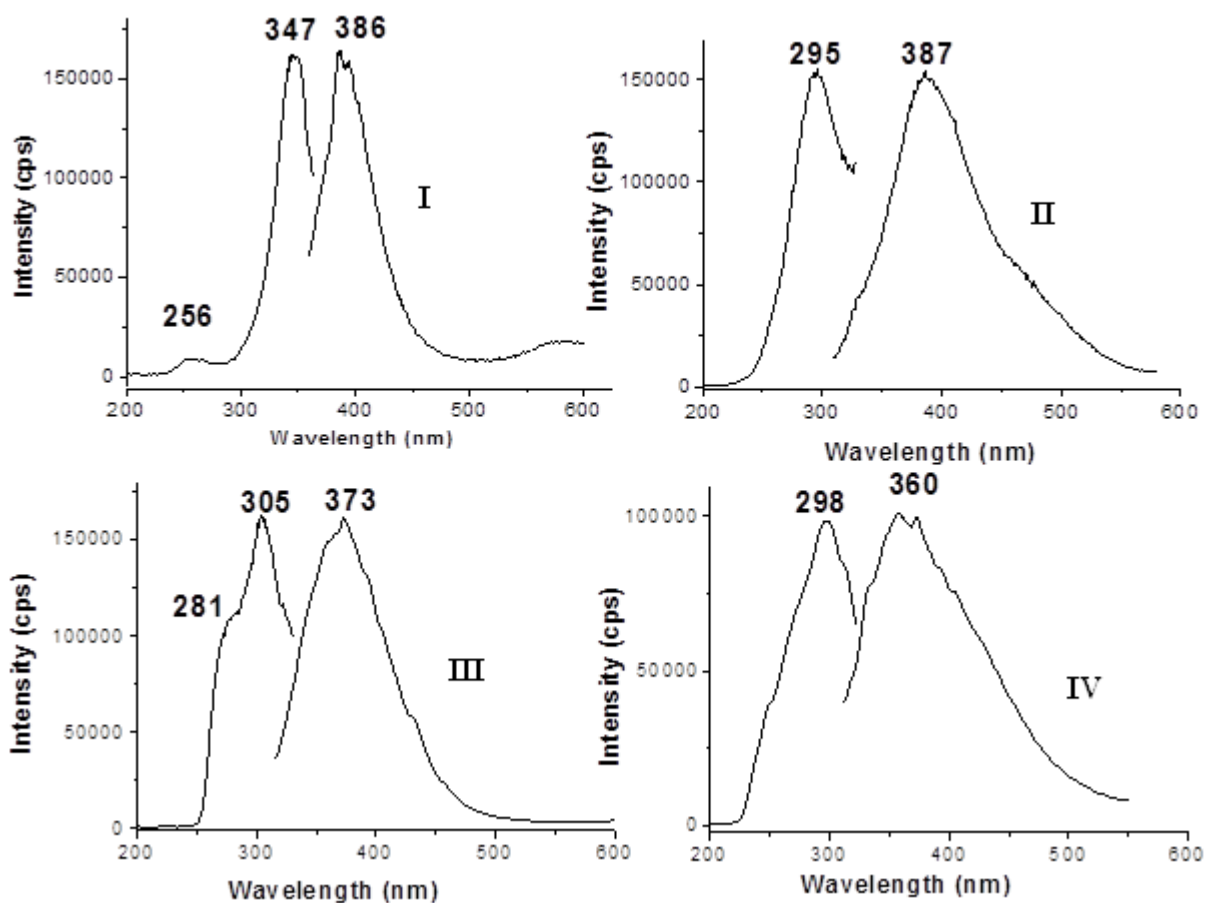 347 386
256
I
150000
100000
50000
0
200 300 400 500 600
Wavelength (nm)
Intensity (cps)
295 387
II
150000
100000
50000
0
200 300 400 500 600
Wavelength (nm)
Intensity (cps)
305 373
281
III
150000
100000
50000
0
200 300 400 500 600
Wavelength (nm)
Intensity (cps)
298 360
IV
100000
50000
0
200 300 400 500 600
Wavelength (nm)
Intensity (cps)